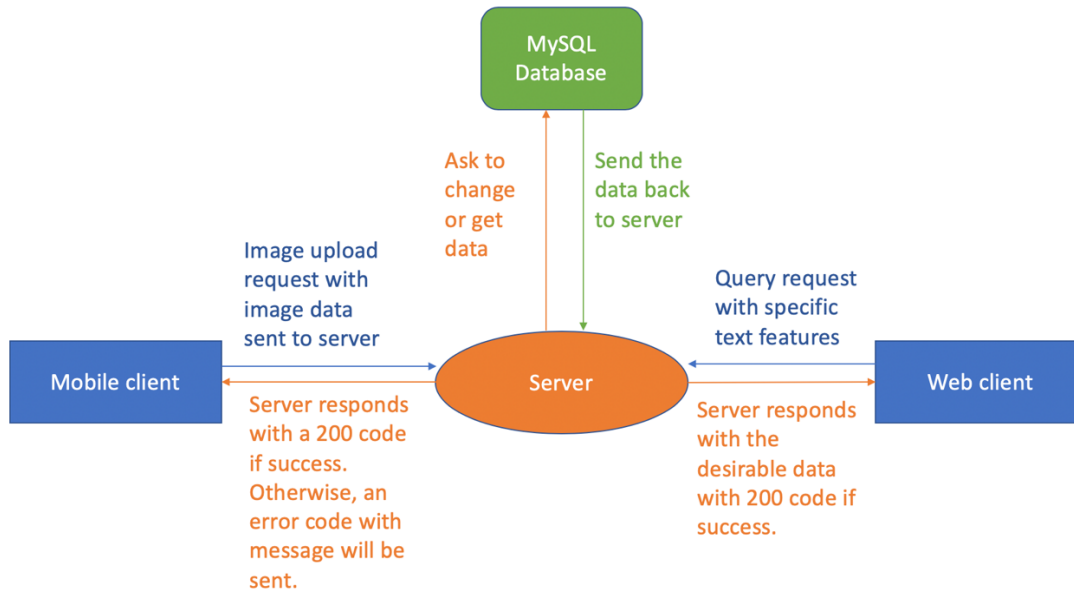 MySQL
Database
Ask to
change
or get
data
Send the
data back
to server
Image upload
request with
image data
sent to server
Query request
with specific
text features
Mobile client
Server
Web client
Server responds
with a 200 code
if success.
Otherwise, an
error code with
message will be
sent.
Server responds
with the
desirable data
with 200 code if
success.